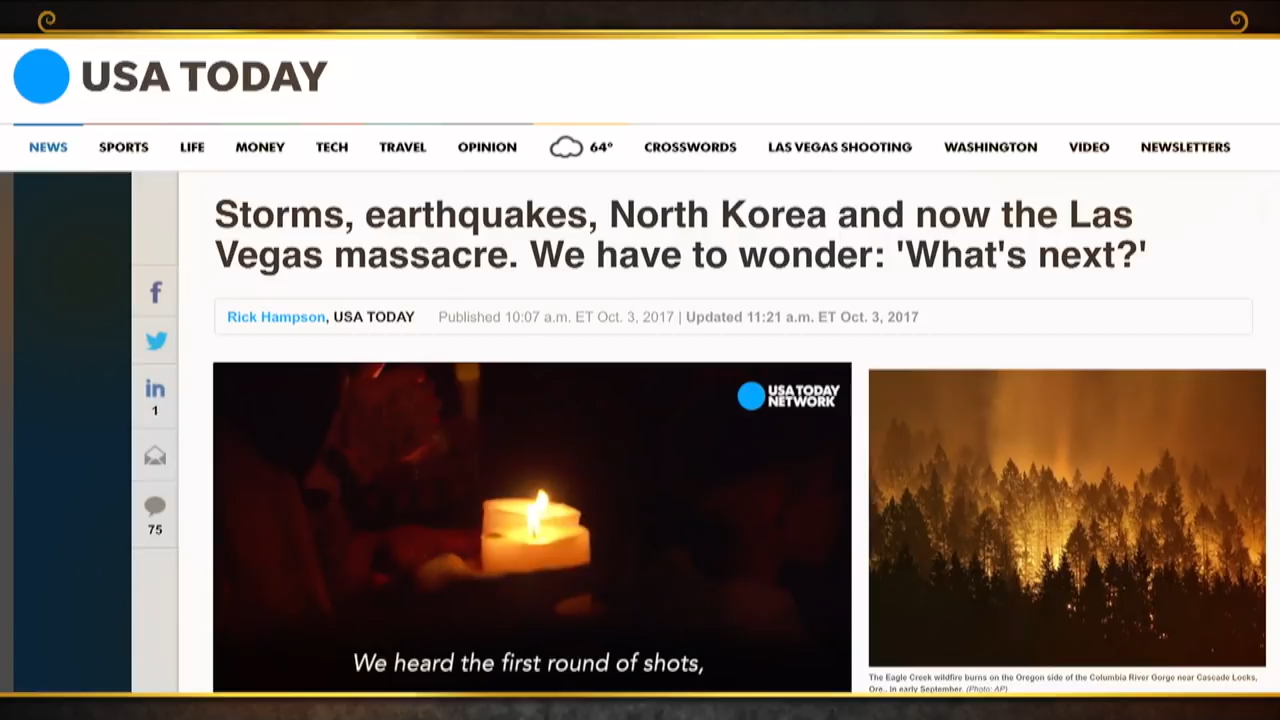 USA TODAY
NEWS SPORTS LIFE MONEY TECH TRAVEL OPINION 64° CROSSWORDS LAS VEGAS SHOOTING WASHINGTON VIDEO NEWSLETTERS
Storms, earthquakes, North Korea and now the Las
Vegas massacre. We have to wonder: 'What's next?'
Rick Hampson, USA TODAY Published 10:07 a.m. ET Oct. 3, 2017 | Updated 11:21 a.m. ET Oct. 3, 2017
f
in
1
75
USA TODAY
NETWORK
We heard the first round of shots,
The Eagle Creek wildfire burns on the Oregon side of the Columbia River Gorge near Cascade Locks,
Ore., in early September. (Photo: AP)